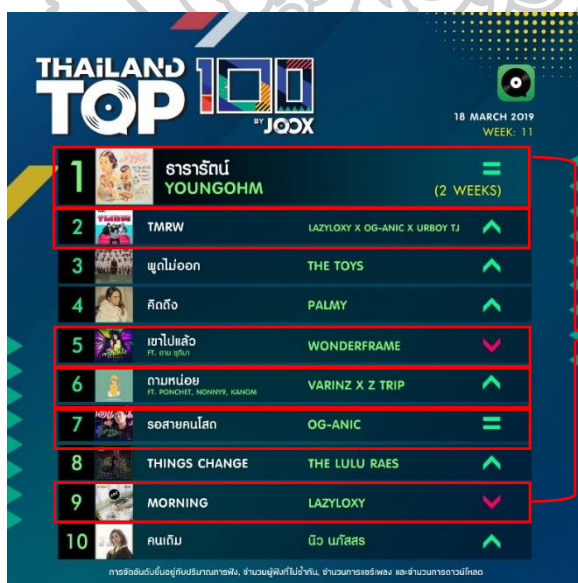 THAILAND
TOP 100
BY JOOX
18 MARCH 2019
WEEK: 11
1 ธารารัตน์
YOUNGOHM
(2 WEEKS)
2 TMRW LAZYLOXY X OG-ANIC X URBOY TJ
3 พูดไม่ออก THE TOYS
4 คิดถึง PALMY
5 เขาไปแล้ว WONDERFRAME
FT. อาม ชุติมา
6 ถามหน่อย VARINZ X Z TRIP
FT. PONCHET, NONNY9, KANOM
7 รอสายคนโสด OG-ANIC
8 THINGS CHANGE THE LULU RAES
9 MORNING LAZYLOXY
10 คนเดิม นิว นภัสสร
การจัดอันดับขึ้นอยู่กับปริมาณการฟัง, จำนวนผู้ฟังที่ไม่ซ้ำกัน, จำนวนการแชร์เพลง และจำนวนการดาวน์โหลด